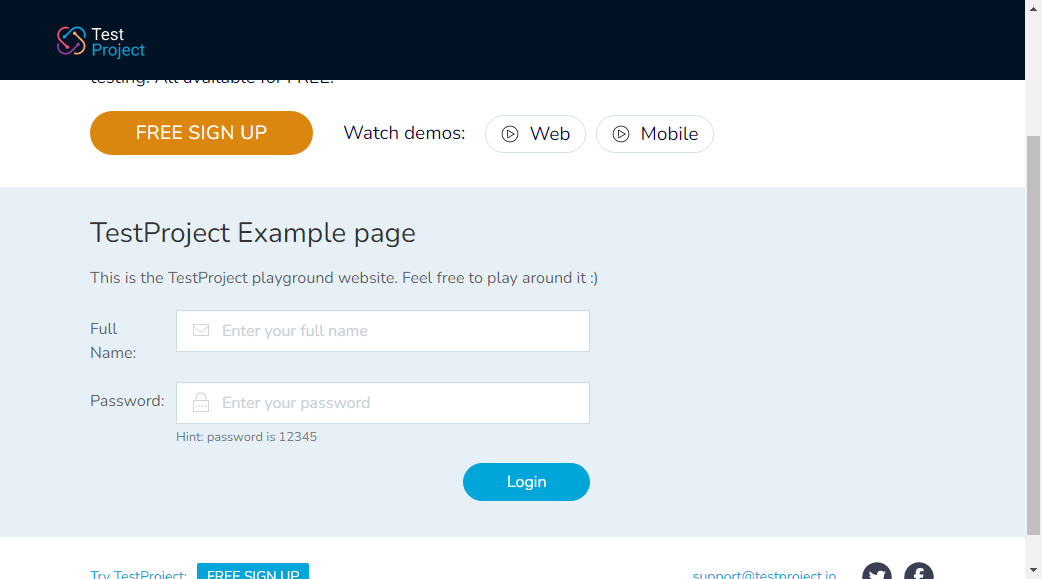 Test
Project
testing. All available for FREE.
FREE SIGN UP
Watch demos:
Web
Mobile
TestProject Example page
This is the TestProject playground website. Feel free to play around it :)
Full
Name:
Enter your full name
Password:
Enter your password
Hint: password is 12345
Login
Try TestProject:
FREE SIGN UP
support@testproject.io